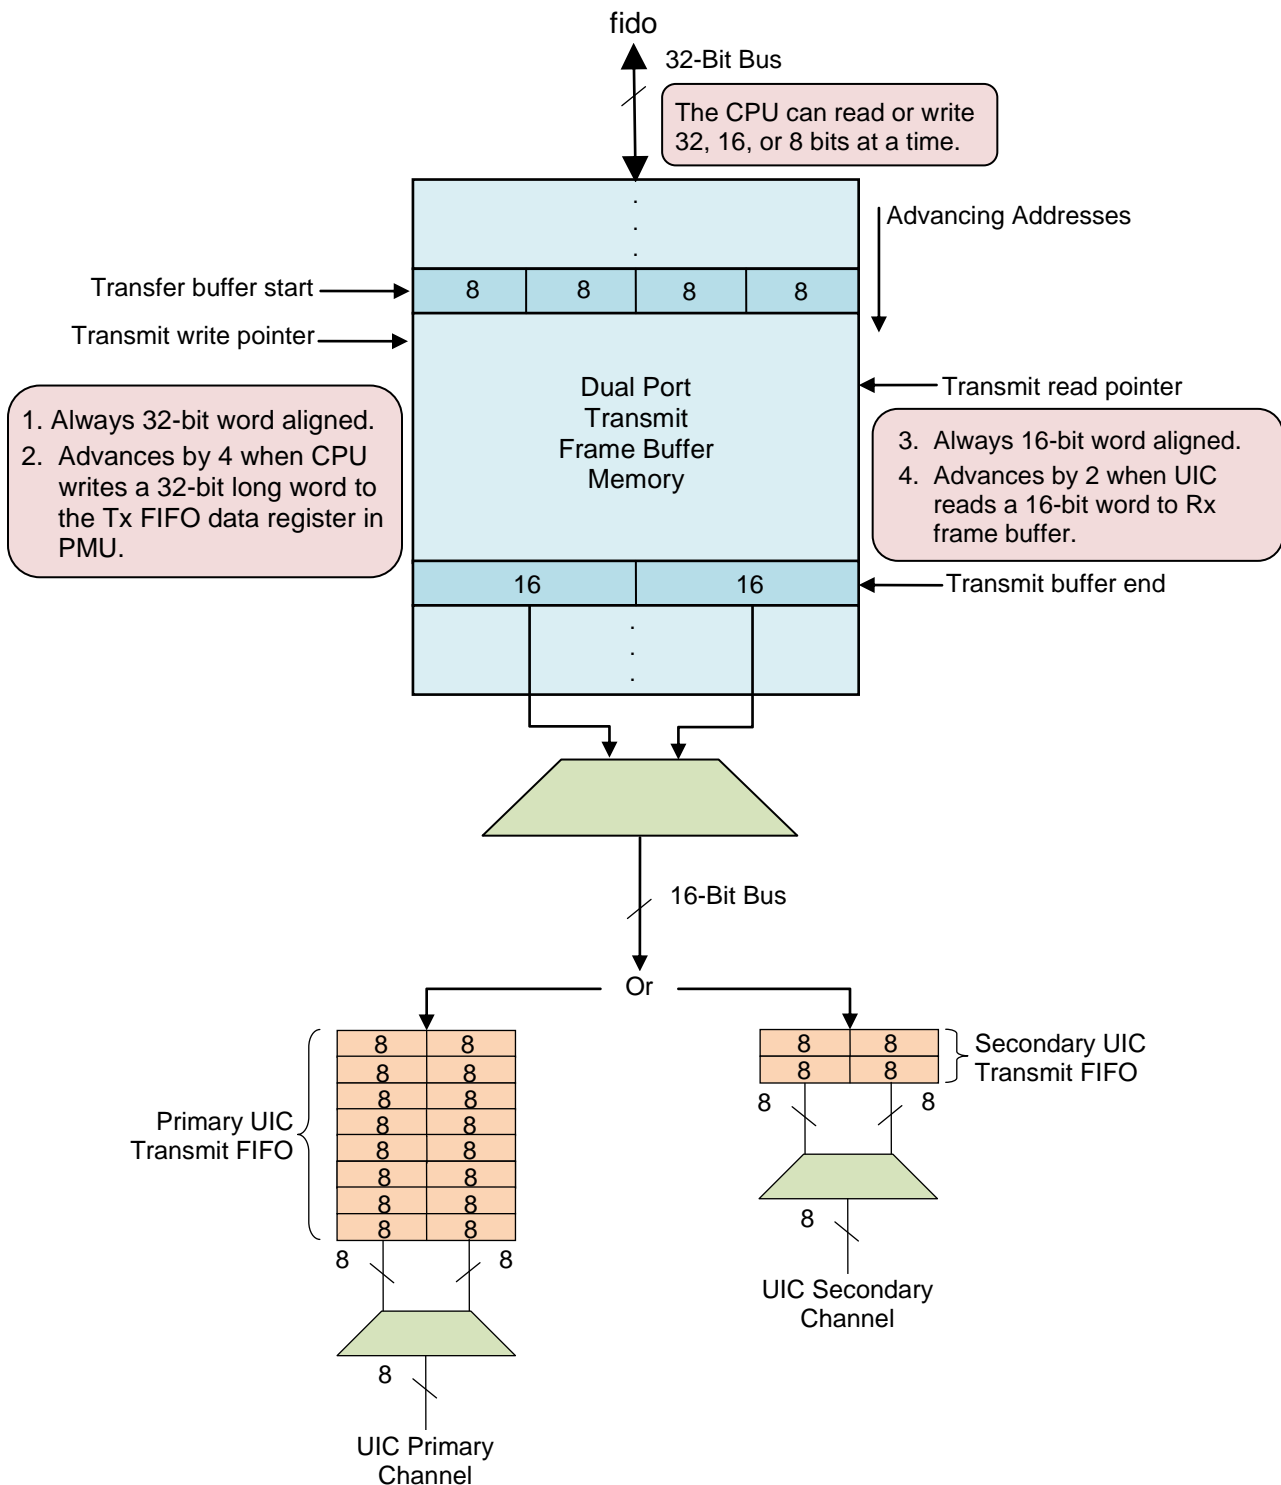 fido
32-Bit Bus
The CPU can read or write
32, 16, or 8 bits at a time.
.
.
.
Advancing Addresses
Transfer buffer start
8 8 8 8
Transmit write pointer
Dual Port
Transmit
Frame Buffer
Memory
Transmit read pointer
1. Always 32-bit word aligned.
2. Advances by 4 when CPU
writes a 32-bit long word to
the Tx FIFO data register in
PMU.
3. Always 16-bit word aligned.
4. Advances by 2 when UIC
reads a 16-bit word to Rx
frame buffer.
16 16
Transmit buffer end
.
.
.
16-Bit Bus
Or
Primary UIC
Transmit FIFO
8 8
8 8
8 8
8 8
8 8
8 8
8 8
8 8
8 8
8
UIC Primary
Channel
8 8
8 8
Secondary UIC
Transmit FIFO
8 8
8
UIC Secondary
Channel